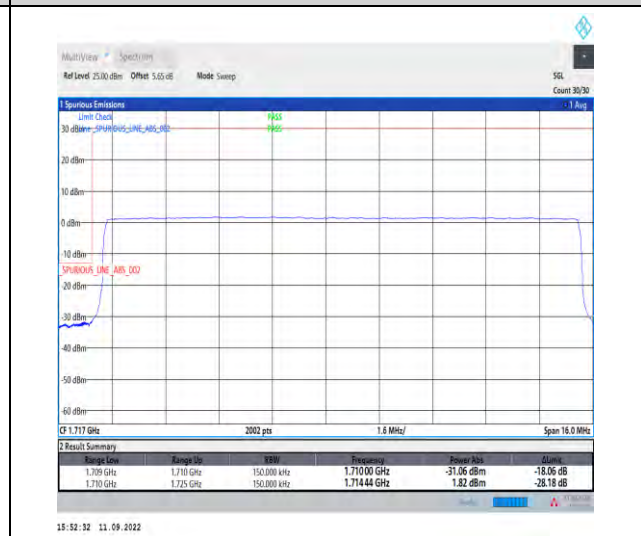 MultiView Spectrum
Ref Level 25.00 dBm Offset 5.65 dB Mode Sweep SGL
Count 30/30
1 Spurious Emissions 1 Avg
Limit Check PASS
30 dBm Line _SPURIOUS_LINE_ABS_002 PASS
20 dBm
10 dBm
0 dBm
-10 dBm
SPURIOUS_LINE_ABS_002
-20 dBm
-30 dBm
-40 dBm
-50 dBm
-60 dBm
CF 1.717 GHz 2002 pts 1.6 MHz/ Span 16.0 MHz
2 Result Summary
Range Low Range Up RBW Frequency Power Abs ΔLimit
1.709 GHz 1.710 GHz 150.000 kHz 1.71000 GHz -31.06 dBm -18.06 dB
1.710 GHz 1.725 GHz 150.000 kHz 1.71444 GHz 1.82 dBm -28.18 dB
15:52:32 11.09.2022